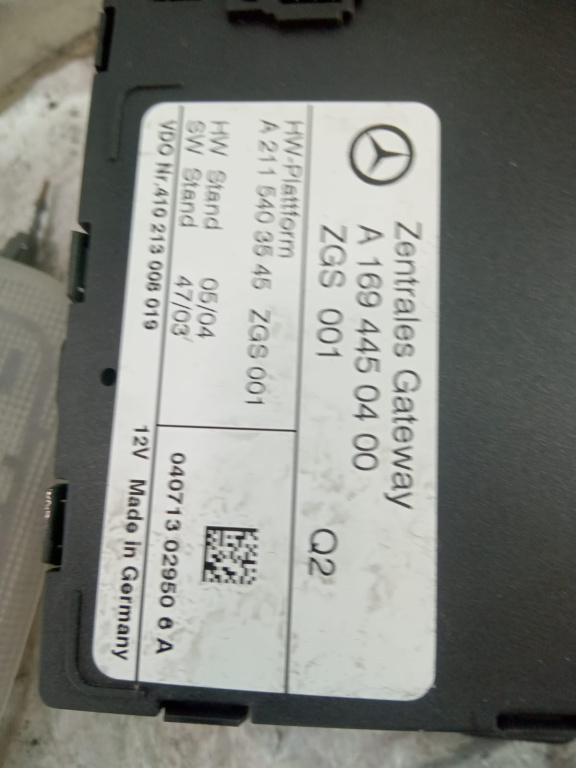 Zentrales Gateway
A 169 445 04 00
ZGS 001
Q2
HW-Plattform
A 211 540 35 45 ZGS 001
HW Stand 05/04
SW Stand 47/03
VDO Nr.410 213 008 019
040713 02950 6 A
12V Made in Germany